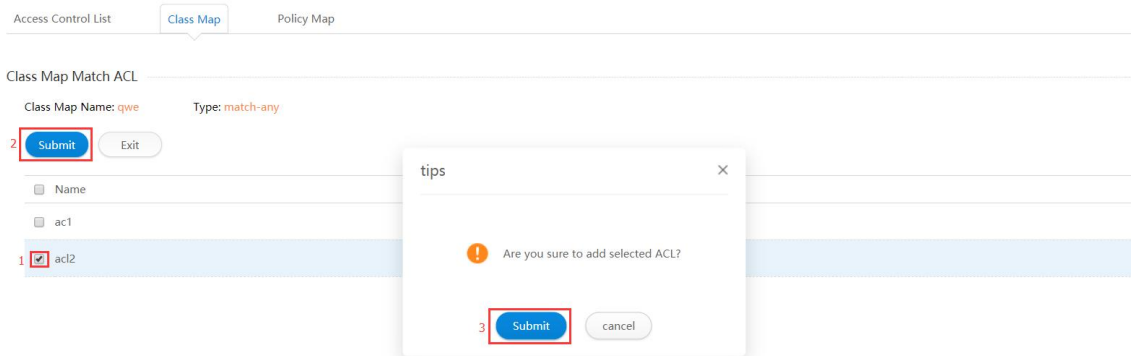 Access Control List Class Map Policy Map
Class Map Match ACL
Class Map Name: qwe Type: match-any
2 Submit Exit
tips
Name
ac1
Are you sure to add selected ACL?
1 acl2
3 Submit cancel